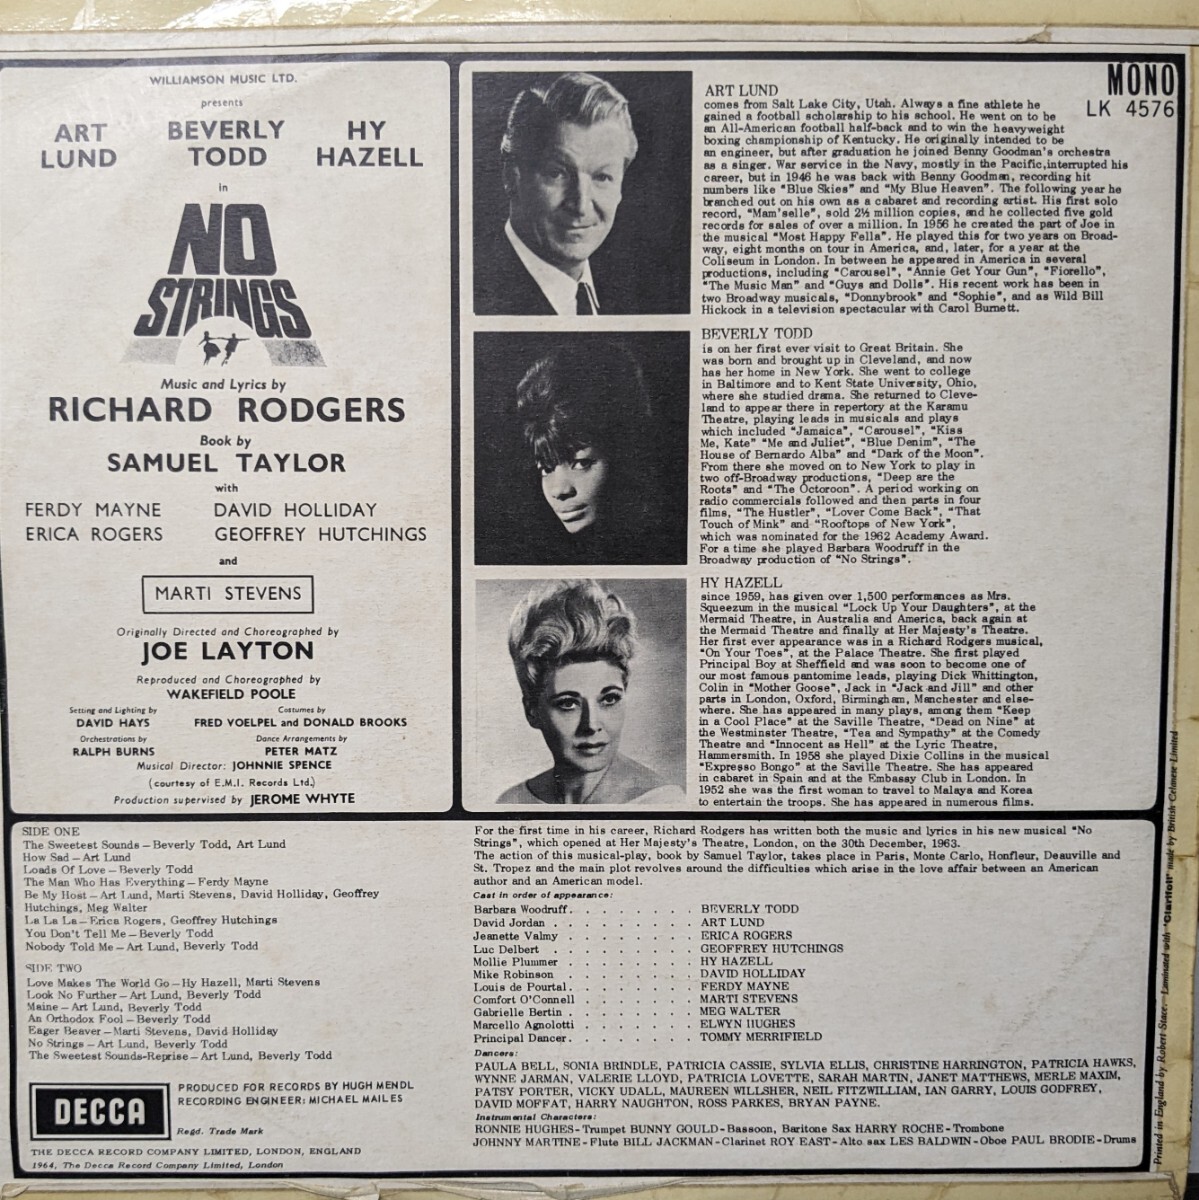 WILLIAMSON MUSIC LTD.
presents
ART LUND
BEVERLY TODD
HY HAZELL
in
NO STRINGS
Music and Lyrics by
RICHARD RODGERS
Book by
SAMUEL TAYLOR
with
FERDY MAYNE DAVID HOLLIDAY
ERICA ROGERS GEOFFREY HUTCHINGS
and
MARTI STEVENS
Originally Directed and Choreographed by
JOE LAYTON
Reproduced and Choreographed by
WAKEFIELD POOLE
Setting and Lighting by
DAVID HAYS
Costumes by
FRED VOELPEL and DONALD BROOKS
Orchestrations by
RALPH BURNS
Dance Arrangements by
PETER MATZ
Musical Director: JOHNNIE SPENCE
(courtesy of E.M.I. Records Ltd.)
Production supervised by JEROME WHYTE
MONO
LK 4576
ART LUND
comes from Salt Lake City, Utah. Always a fine athlete he
gained a football scholarship to his school. He went on to be
an All-American football half-back and to win the heavyweight
boxing championship of Kentucky. He originally intended to be
an engineer, but after graduation he joined Benny Goodman's orchestra
as a singer. War service in the Navy, mostly in the Pacific,interrupted his
career, but in 1946 he was back with Benny Goodman, recording hit
numbers like "Blue Skies" and "My Blue Heaven". The following year he
branched out on his own as a cabaret and recording artist. His first solo
record, "Mam'selle", sold 2½ million copies, and he collected five gold
records for sales of over a million. In 1956 he created the part of Joe in
the musical "Most Happy Fella". He played this for two years on Broad-
way, eight months on tour in America, and, later, for a year at the
Coliseum in London. In between he appeared in America in several
productions, including "Carousel", "Annie Get Your Gun", "Fiorello",
"The Music Man" and "Guys and Dolls". His recent work has been in
two Broadway musicals, "Donnybrook" and "Sophie", and as Wild Bill
Hickock in a television spectacular with Carol Burnett.
BEVERLY TODD
is on her first ever visit to Great Britain. She
was born and brought up in Cleveland, and now
has her home in New York. She went to college
in Baltimore and to Kent State University, Ohio,
where she studied drama. She returned to Cleve-
land to appear there in repertory at the Karamu
Theatre, playing leads in musicals and plays
which included "Jamaica", "Carousel", "Kiss
Me, Kate" "Me and Juliet", "Blue Denim", "The
House of Bernardo Alba" and "Dark of the Moon".
From there she moved on to New York to play in
two off-Broadway productions, "Deep are the
Roots" and "The Octoroon". A period working on
radio commercials followed and then parts in four
films, "The Hustler", "Lover Come Back", "That
Touch of Mink" and "Rooftops of New York",
which was nominated for the 1962 Academy Award.
For a time she played Barbara Woodruff in the
Broadway production of "No Strings".
HY HAZELL
since 1959, has given over 1,500 performances as Mrs.
Squeezum in the musical "Lock Up Your Daughters", at the
Mermaid Theatre, in Australia and America, back again at
the Mermaid Theatre and finally at Her Majesty's Theatre.
Her first ever appearance was in a Richard Rodgers musical,
"On Your Toes", at the Palace Theatre. She first played
Principal Boy at Sheffield and was soon to become one of
our most famous pantomime leads, playing Dick Whittington,
Colin in "Mother Goose", Jack in "Jack and Jill" and other
parts in London, Oxford, Birmingham, Manchester and else-
where. She has appeared in many plays, among them "Keep
in a Cool Place" at the Saville Theatre, "Dead on Nine" at
the Westminster Theatre, "Tea and Sympathy" at the Comedy
Theatre and "Innocent as Hell" at the Lyric Theatre,
Hammersmith. In 1958 she played Dixie Collins in the musical
"Expresso Bongo" at the Saville Theatre. She has appeared
in cabaret in Spain and at the Embassy Club in London. In
1952 she was the first woman to travel to Malaya and Korea
to entertain the troops. She has appeared in numerous films.
SIDE ONE
The Sweetest Sounds – Beverly Todd, Art Lund
How Sad – Art Lund
Loads Of Love – Beverly Todd
The Man Who Has Everything – Ferdy Mayne
Be My Host – Art Lund, Marti Stevens, David Holliday, Geoffrey
Hutchings, Meg Walter
La La La – Erica Rogers, Geoffrey Hutchings
You Don't Tell Me – Beverly Todd
Nobody Told Me – Art Lund, Beverly Todd
SIDE TWO
Love Makes The World Go – Hy Hazell, Marti Stevens
Look No Further – Art Lund, Beverly Todd
Maine – Art Lund, Beverly Todd
An Orthodox Fool – Beverly Todd
Eager Beaver – Marti Stevens, David Holliday
No Strings – Art Lund, Beverly Todd
The Sweetest Sounds-Reprise – Art Lund, Beverly Todd
DECCA
PRODUCED FOR RECORDS BY HUGH MENDL
RECORDING ENGINEER: MICHAEL MAILES
Regd. Trade Mark
THE DECCA RECORD COMPANY LIMITED, LONDON, ENGLAND
1964, The Decca Record Company Limited, London
For the first time in his career, Richard Rodgers has written both the music and lyrics in his new musical "No
Strings", which opened at Her Majesty's Theatre, London, on the 30th December, 1963.
The action of this musical-play, book by Samuel Taylor, takes place in Paris, Monte Carlo, Honfleur, Deauville and
St. Tropez and the main plot revolves around the difficulties which arise in the love affair between an American
author and an American model.
Cast in order of appearance:
Barbara Woodruff. . . . . . . . . BEVERLY TODD
David Jordan . . . . . . . . . ART LUND
Jeanette Valmy . . . . . . . . ERICA ROGERS
Luc Delbert . . . . . . . . . GEOFFREY HUTCHINGS
Mollie Plummer . . . . . . . . HY HAZELL
Mike Robinson . . . . . . . . DAVID HOLLIDAY
Louis de Pourtal. . . . . . . . FERDY MAYNE
Comfort O'Connell . . . . . . . MARTI STEVENS
Gabrielle Bertin . . . . . . . . MEG WALTER
Marcello Agnolotti . . . . . . . ELWYN HUGHES
Principal Dancer. . . . . . . . TOMMY MERRIFIELD
Dancers:
PAULA BELL, SONIA BRINDLE, PATRICIA CASSIE, SYLVIA ELLIS, CHRISTINE HARRINGTON, PATRICIA HAWKS,
WYNNE JARMAN, VALERIE LLOYD, PATRICIA LOVETTE, SARAH MARTIN, JANET MATTHEWS, MERLE MAXIM,
PATSY PORTER, VICKY UDALL, MAUREEN WILLSHER, NEIL FITZWILLIAM, IAN GARRY, LOUIS GODFREY,
DAVID MOFFAT, HARRY NAUGHTON, ROSS PARKES, BRYAN PAYNE.
Instrumental Characters:
RONNIE HUGHES-Trumpet BUNNY GOULD-Bassoon, Baritone Sax HARRY ROCHE-Trombone
JOHNNY MARTINE-Flute BILL JACKMAN-Clarinet ROY EAST-Alto sax LES BALDWIN-Oboe PAUL BRODIE-Drums
Printed in England by Robert Stace. Laminated with 'Clarifoil' made by British Celanese Limited